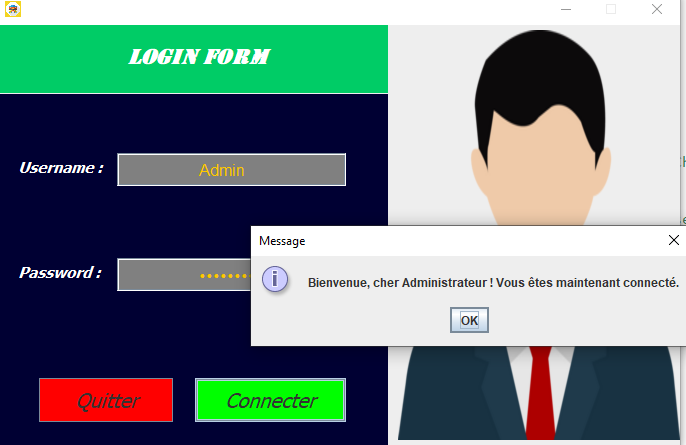 LOGIN FORM
Username :
Admin
Password :
Message
Bienvenue, cher Administrateur ! Vous êtes maintenant connecté.
OK
Quitter
Connecter